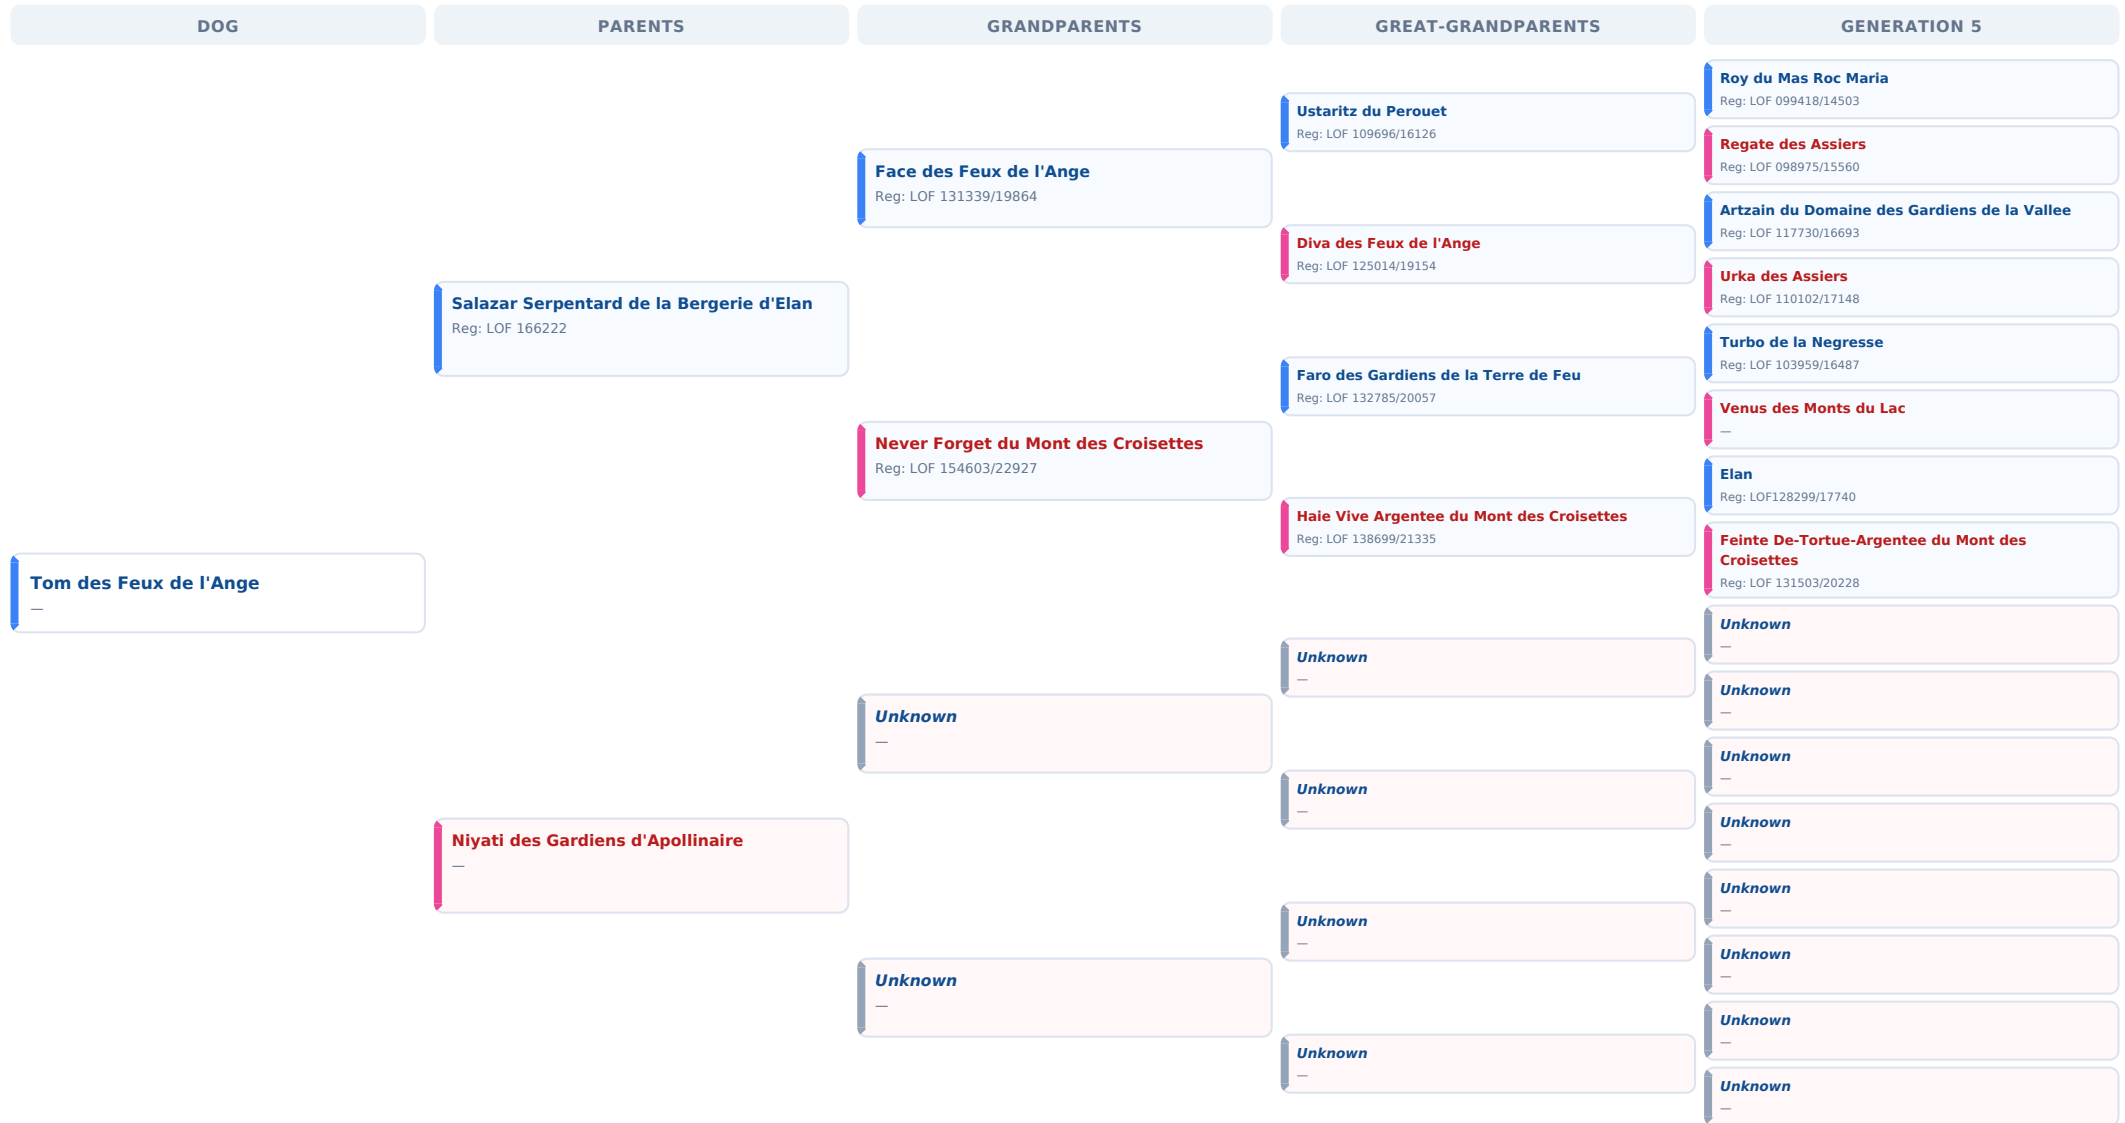 DOG
PARENTS
GRANDPARENTS
GREAT-GRANDPARENTS
GENERATION 5
Tom des Feux de l'Ange
—
Salazar Serpentard de la Bergerie d'Elan
Reg: LOF 166222
Niyati des Gardiens d'Apollinaire
—
Face des Feux de l'Ange
Reg: LOF 131339/19864
Never Forget du Mont des Croisettes
Reg: LOF 154603/22927
Unknown
—
Unknown
—
Ustaritz du Perouet
Reg: LOF 109696/16126
Diva des Feux de l'Ange
Reg: LOF 125014/19154
Faro des Gardiens de la Terre de Feu
Reg: LOF 132785/20057
Haie Vive Argentee du Mont des Croisettes
Reg: LOF 138699/21335
Unknown
—
Unknown
—
Unknown
—
Unknown
—
Roy du Mas Roc Maria
Reg: LOF 099418/14503
Regate des Assiers
Reg: LOF 098975/15560
Artzain du Domaine des Gardiens de la Vallee
Reg: LOF 117730/16693
Urka des Assiers
Reg: LOF 110102/17148
Turbo de la Negresse
Reg: LOF 103959/16487
Venus des Monts du Lac
—
Elan
Reg: LOF128299/17740
Feinte De-Tortue-Argentee du Mont des
Croisettes
Reg: LOF 131503/20228
Unknown
—
Unknown
—
Unknown
—
Unknown
—
Unknown
—
Unknown
—
Unknown
—
Unknown
—